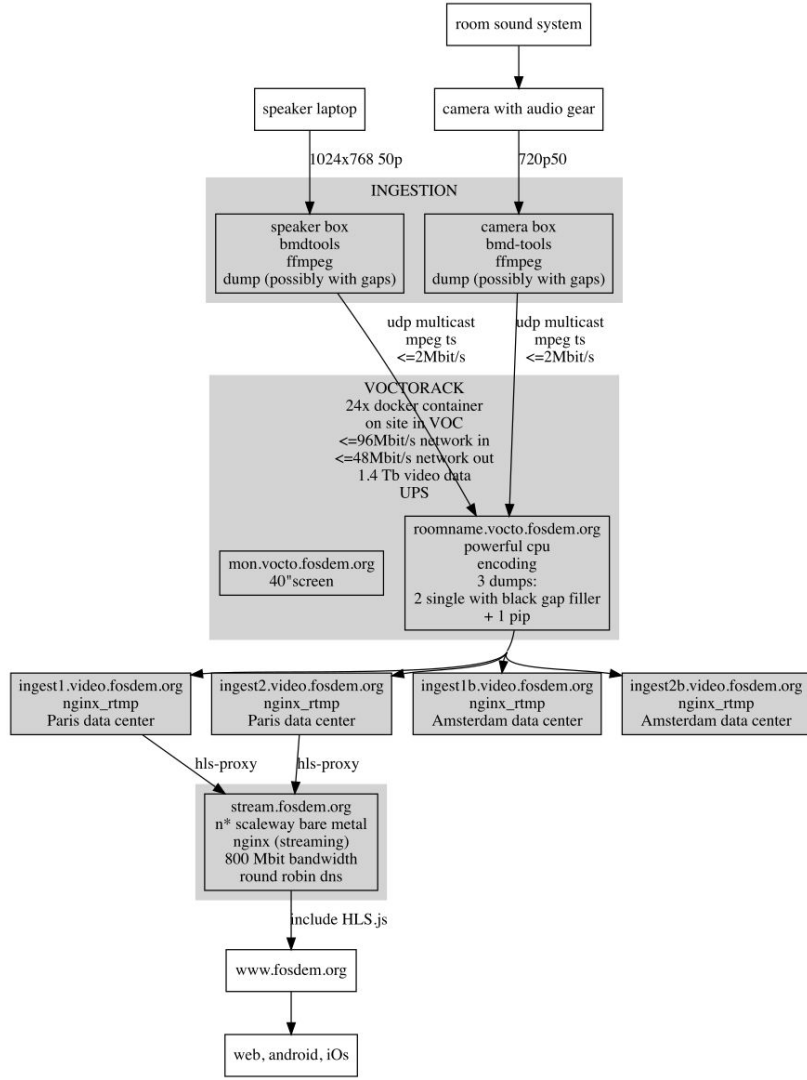 room sound system
speaker laptop
camera with audio gear
1024x768 50p
720p50
INGESTION
speaker box
bmdtools
ffmpeg
dump (possibly with gaps)
camera box
bmd-tools
ffmpeg
dump (possibly with gaps)
udp multicast
mpeg ts
<=2Mbit/s
udp multicast
mpeg ts
<=2Mbit/s
VOCTORACK
24x docker container
on site in VOC
<=96Mbit/s network in
<=48Mbit/s network out
1.4 Tb video data
UPS
mon.vocto.fosdem.org
40"screen
roomname.vocto.fosdem.org
powerful cpu
encoding
3 dumps:
2 single with black gap filler
+ 1 pip
ingest1.video.fosdem.org
nginx_rtmp
Paris data center
ingest2.video.fosdem.org
nginx_rtmp
Paris data center
ingest1b.video.fosdem.org
nginx_rtmp
Amsterdam data center
ingest2b.video.fosdem.org
nginx_rtmp
Amsterdam data center
hls-proxy
hls-proxy
stream.fosdem.org
n* scaleway bare metal
nginx (streaming)
800 Mbit bandwidth
round robin dns
include HLS.js
www.fosdem.org
web, android, iOs